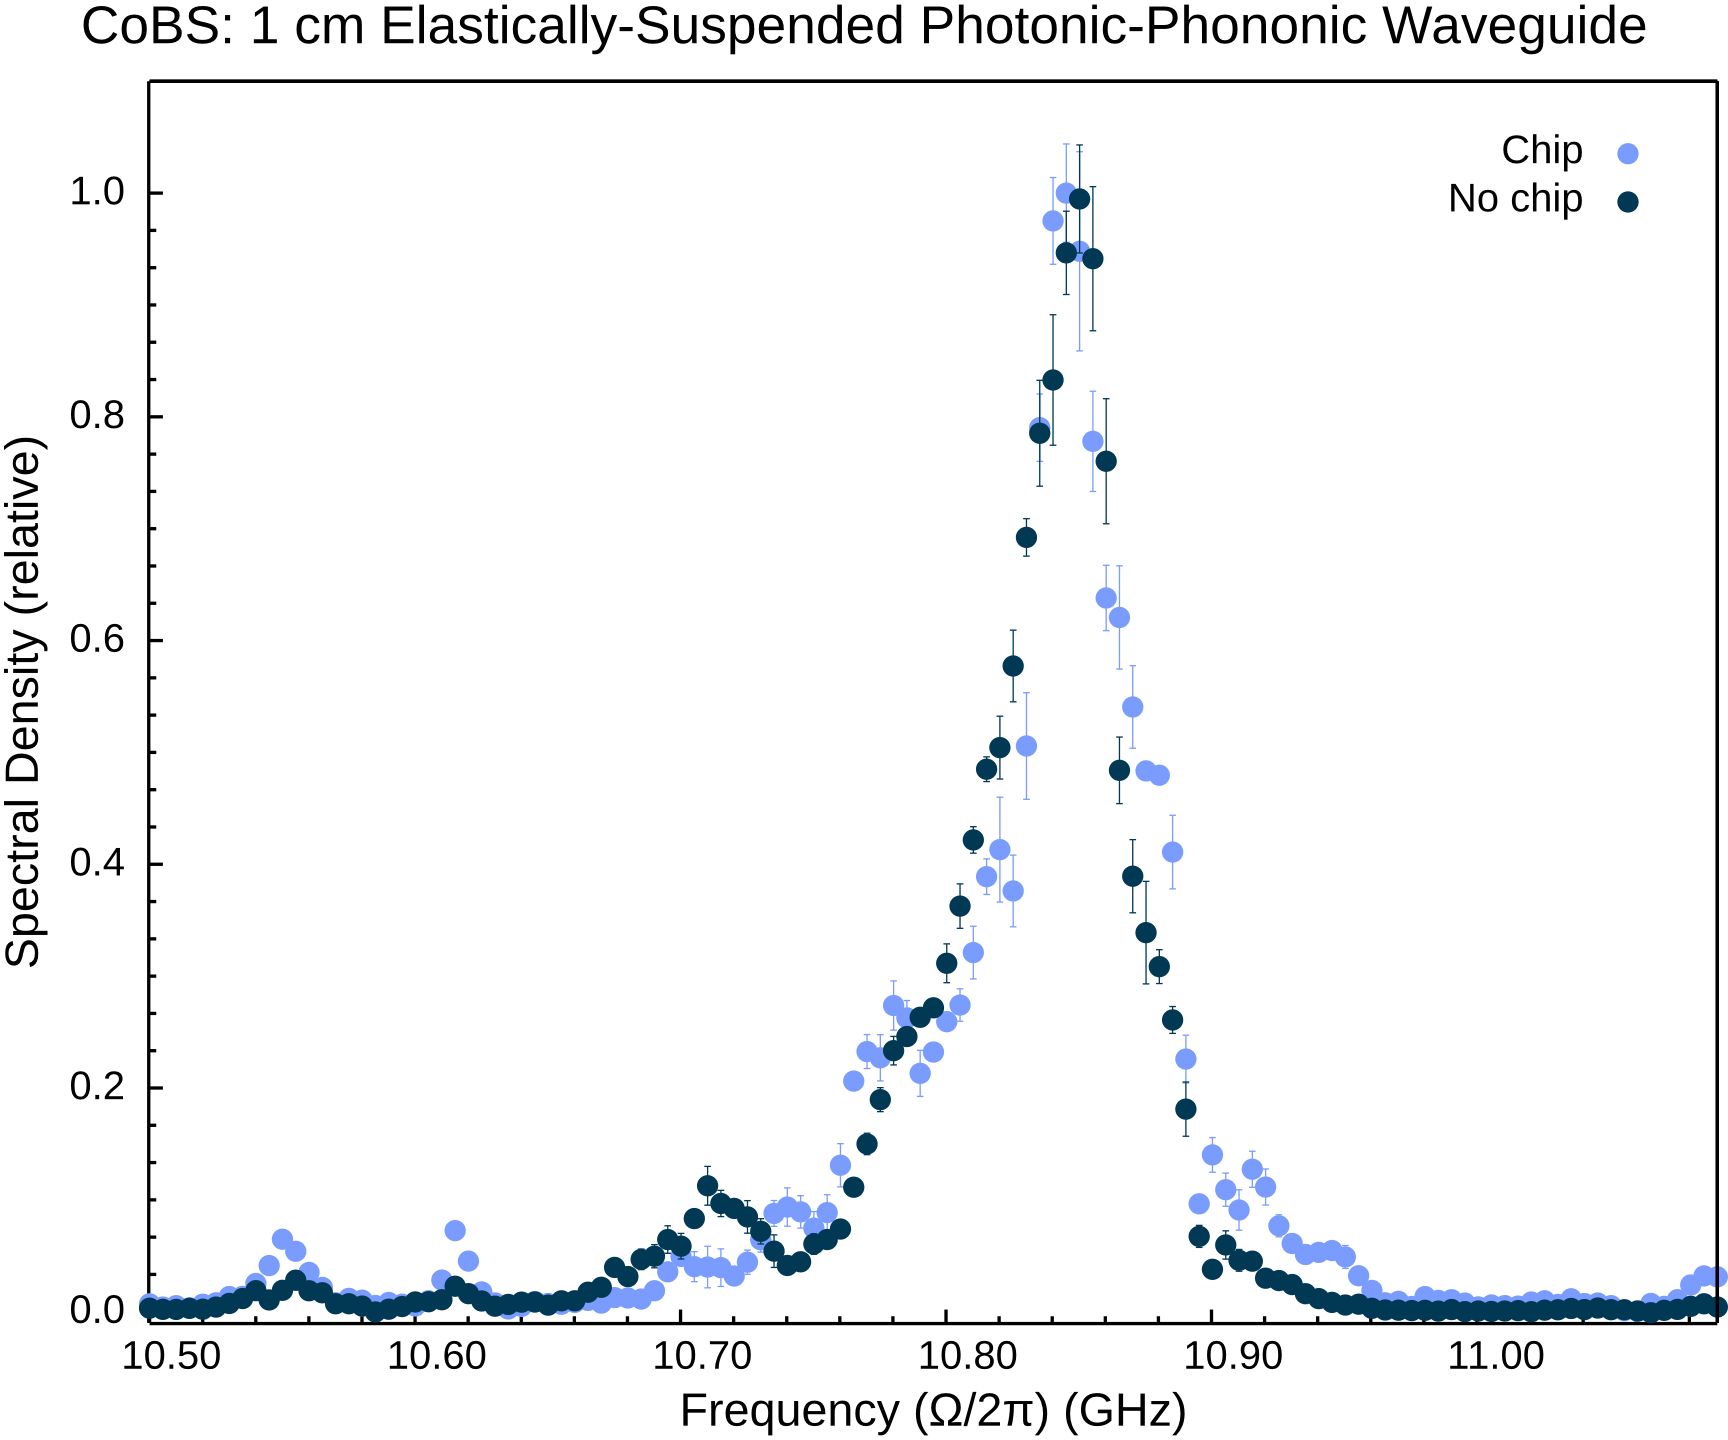 CoBS: 1 cm Elastically-Suspended Photonic-Phononic Waveguide
Chip
No chip
1.0
0.8
0.6
0.4
0.2
0.0
Spectral Density (relative)
10.50 10.60 10.70 10.80 10.90 11.00
Frequency (Ω/2π) (GHz)